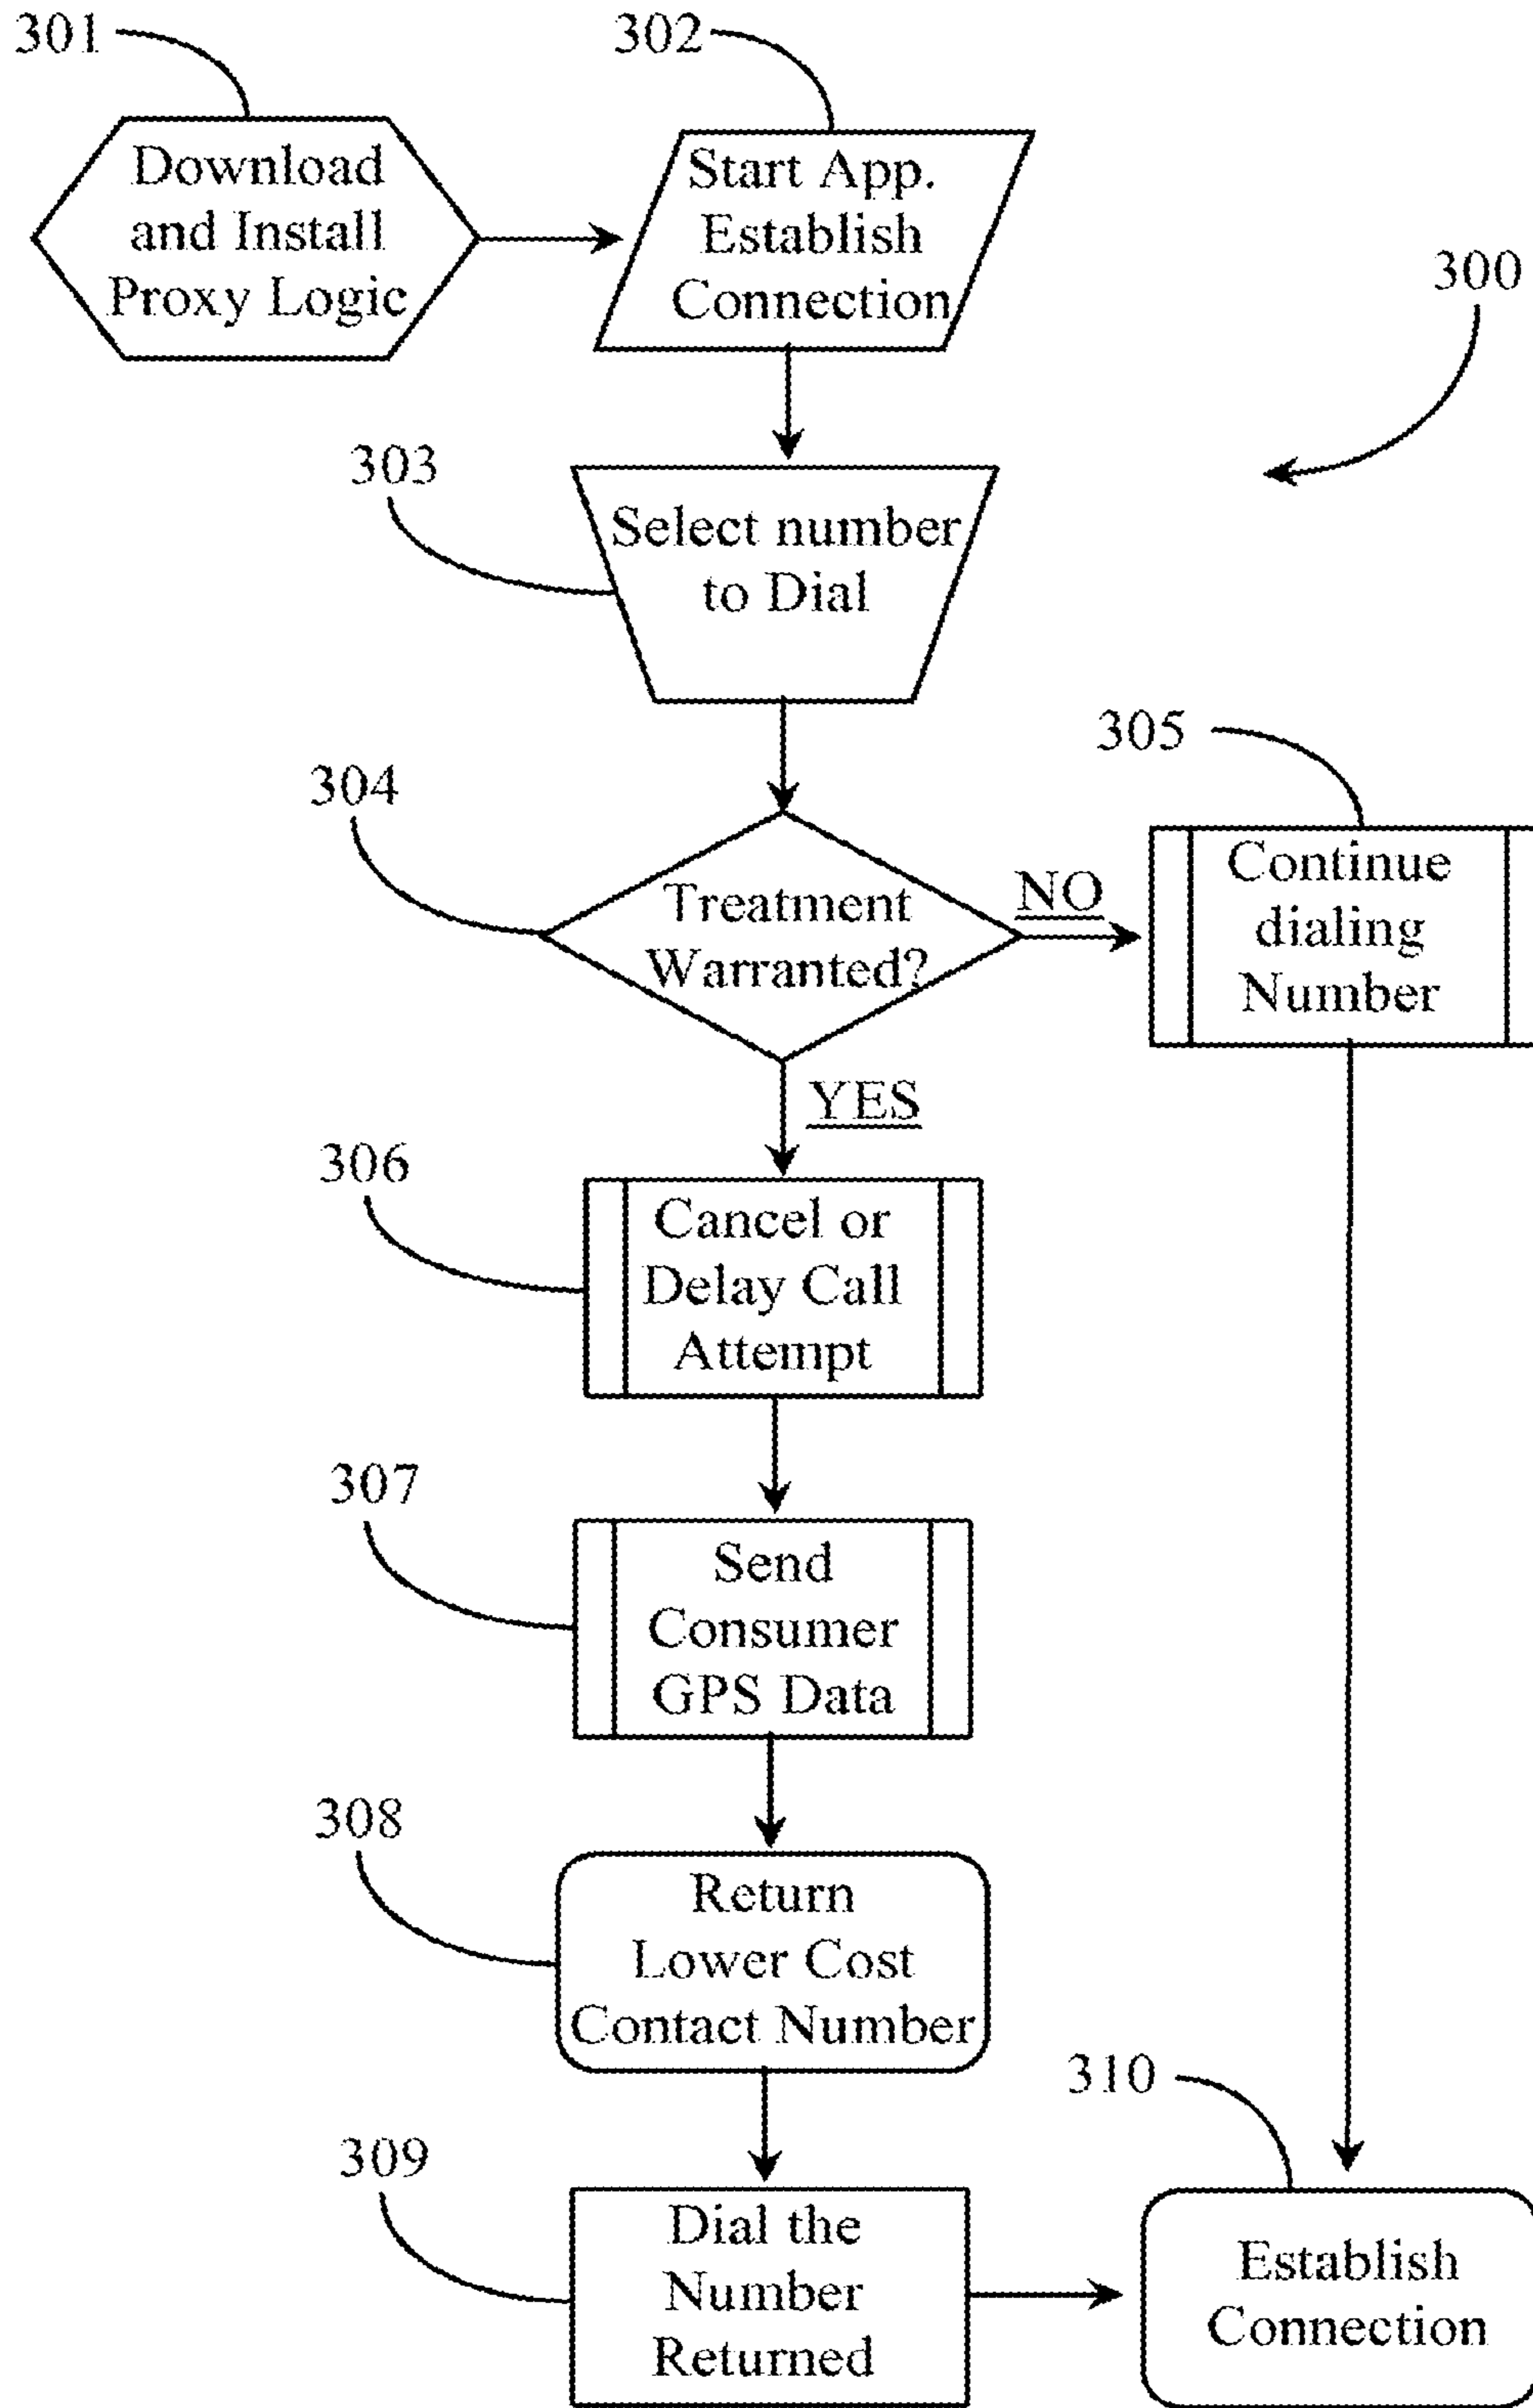 301
302
Download
and Install
Proxy Logic
Start App.
Establish
Connection
300
303
Select number
to Dial
304
305
Treatment
Warranted?
NO
Continue
dialing
Number
YES
306
Cancel or
Delay Call
Attempt
307
Send
Consumer
GPS Data
308
Return
Lower Cost
Contact Number
309
310
Dial the
Number
Returned
Establish
Connection